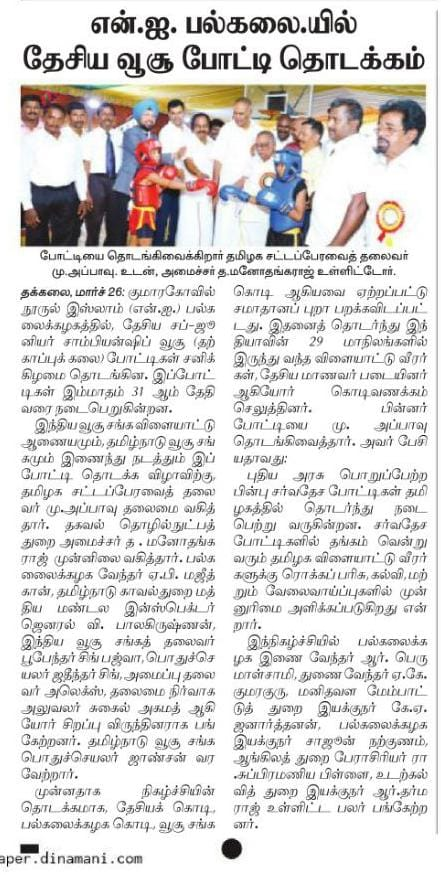 என்.ஐ. பல்கலை.யில்
தேசிய வூசூ போட்டி தொடக்கம்
போட்டியை தொடங்கிவைக்கிறார் தமிழக சட்டப்பேரவைத் தலைவர்
மு.அப்பாவு. உடன், அமைச்சர் த.மனோதங்கராஜ் உள்ளிட்டோர்.
தக்கலை, மார்ச் 26: குமாரகோவில்
நூருல் இஸ்லாம் (என்.ஐ.) பல்க
லைக்கழகத்தில், தேசிய சப்-ஜூ
னியர் சாம்பியன்ஷிப் வூசூ (தற்
காப்புக் கலை) போட்டிகள் சனிக்
கிழமை தொடங்கின. இப்போட்
டிகள் இம்மாதம் 31 ஆம் தேதி
வரை நடைபெறுகின்றன.
இந்திய வூசூ சங்க விளையாட்டு
ஆணையமும், தமிழ்நாடு வூசூ சங்
கமும் இணைந்து நடத்தும் இப்
போட்டி தொடக்க விழாவிற்கு,
தமிழக சட்டப்பேரவைத் தலை
வர் மு.அப்பாவு தலைமை வகித்
தார். தகவல் தொழில்நுட்பத்
துறை அமைச்சர் த . மனோதங்க
ராஜ் முன்னிலை வகித்தார். பல்க
லைக்கழக வேந்தர் ஏ.பி. மஜீத்
கான், தமிழ்நாடு காவல்துறை மத்
திய மண்டல இன்ஸ்பெக்டர்
ஜெனரல் வி. பாலகிருஷ்ணன்,
இந்திய வூசூ சங்கத் தலைவர்
பூபேந்தர் சிங் பஜ்வா, பொதுச்செ
யலர் ஜதீந்தர் சிங், அமைப்பு தலை
வர் அலெக்ஸ், தலைமை நிர்வாக
அலுவலர் சுகைல் அகமத் ஆகி
யோர் சிறப்பு விருந்தினராக பங்
கேற்றனர். தமிழ்நாடு வூசூ சங்க
பொதுச்செயலர் ஜாண்சன் வர
வேற்றார்.
முன்னதாக நிகழ்ச்சியின்
தொடக்கமாக, தேசியக் கொடி,
பல்கலைக்கழக கொடி, வூசூ சங்க
கொடி ஆகியவை ஏற்றப்பட்டு
சமாதானப் புறா பறக்கவிடப்பட்
டது. இதனைத் தொடர்ந்து இந்
தியாவின் 29 மாநிலங்களில்
இருந்து வந்த விளையாட்டு வீரர்
கள், தேசிய மாணவர் படையினர்
ஆகியோர் கொடிவணக்கம்
செலுத்தினர். பின்னர்
போட்டியை மு. அப்பாவு
தொடங்கிவைத்தார். அவர் பேசி
யதாவது:
புதிய அரசு பொறுப்பேற்ற
பின்பு சர்வதேச போட்டிகள் தமி
ழகத்தில் தொடர்ந்து நடை
பெற்று வருகின்றன. சர்வதேச
போட்டிகளில் தங்கம் வென்று
வரும் தமிழக விளையாட்டு வீரர்
களுக்கு ரொக்கப் பரிசு, கல்வி,மற்
றும் வேலைவாய்ப்புகளில் முன்
னுரிமை அளிக்கப்படுகிறது என்
றார்.
இந்நிகழ்ச்சியில் பல்கலைக்க
ழக இணை வேந்தர் ஆர். பெரு
மாள்சாமி, துணை வேந்தர் ஏ.கே.
குமரகுரு, மனிதவள மேம்பாட்
டுத் துறை இயக்குநர் கே.ஏ.
ஜனார்த்தனன், பல்கலைக்கழக
இயக்குநர் சாஜூன் நற்குணம்,
ஆங்கிலத் துறை பேராசிரியர் ரா
.சுப்பிரமணிய பிள்ளை, உடற்கல்
வித் துறை இயக்குநர் ஆர்.தர்ம
ராஜ் உள்ளிட்ட பலர் பங்கேற்ற
னர்.
aper.dinamani.com